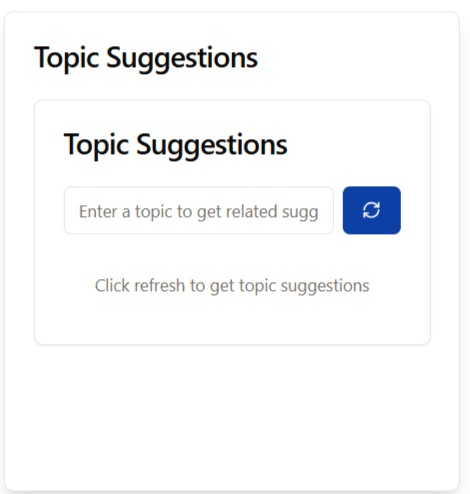 Topic Suggestions
Topic Suggestions
Enter a topic to get related sugg
Click refresh to get topic suggestions